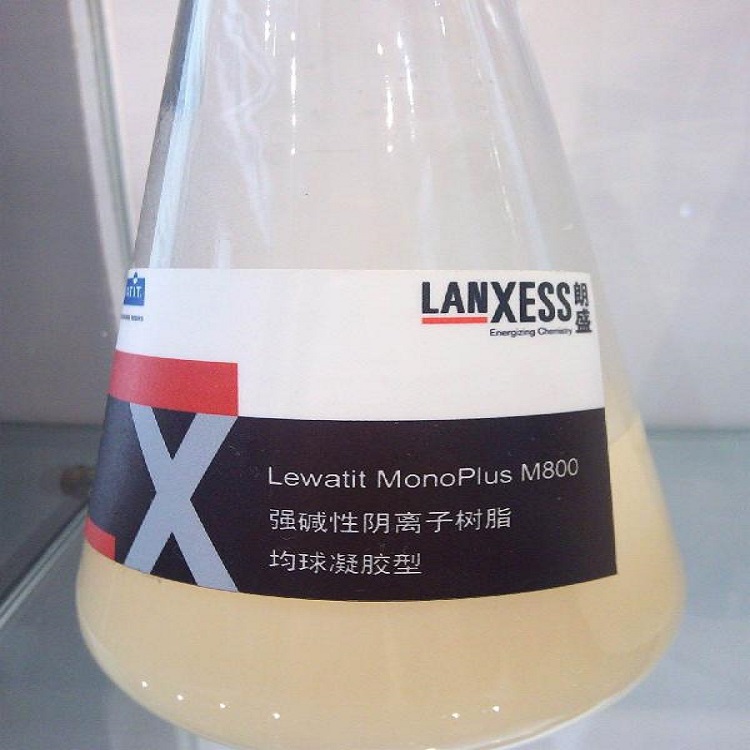 LANXESS 朗盛
Energizing Chemistry
X
Lewatit MonoPlus M800
强碱性阴离子树脂
均球凝胶型